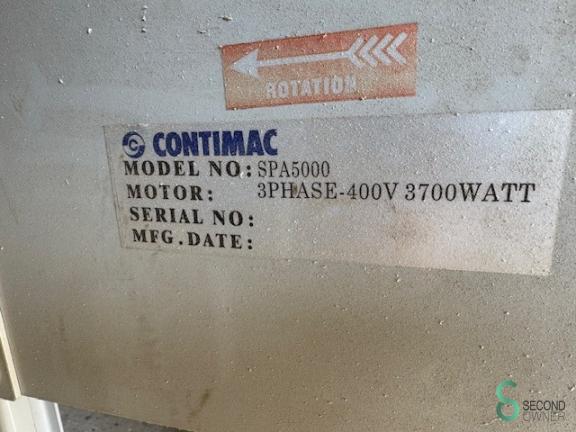 ROTATION
CONTIMAC
MODEL NO: SPA5000
MOTOR: 3PHASE-400V 3700WATT
SERIAL NO:
MFG.DATE:
SECOND
OWNER